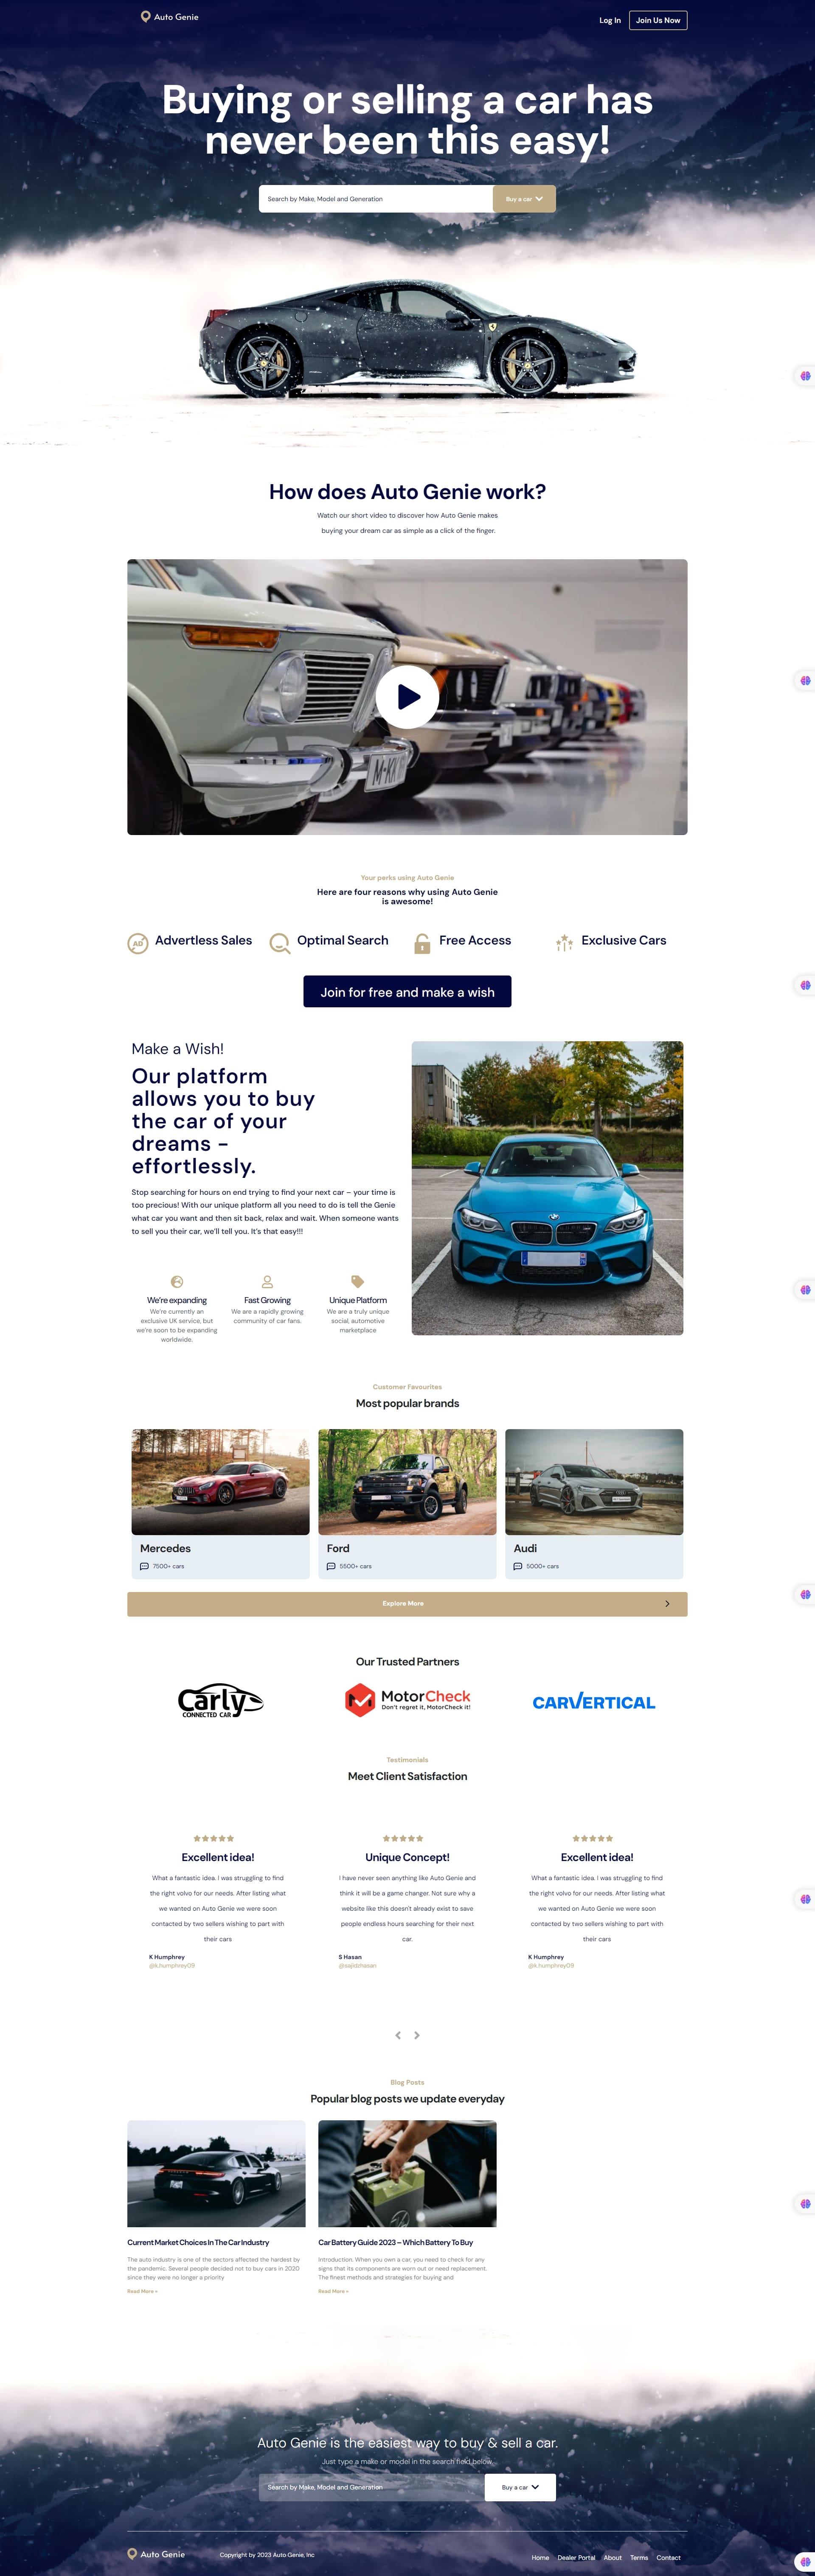 Auto Genie
Log In
Join Us Now
Buying or selling a car has
never been this easy!
Search by Make, Model and Generation
Buy a car
How does Auto Genie work?
Watch our short video to discover how Auto Genie makes
buying your dream car as simple as a click of the finger.
Your perks using Auto Genie
Here are four reasons why using Auto Genie
is awesome!
AD
Advertless Sales
Optimal Search
Free Access
Exclusive Cars
Join for free and make a wish
Make a Wish!
Our platform
allows you to buy
the car of your
dreams -
effortlessly.
Stop searching for hours on end trying to find your next car – your time is
too precious! With our unique platform all you need to do is tell the Genie
what car you want and then sit back, relax and wait. When someone wants
to sell you their car, we'll tell you. It's that easy!!!
We're expanding
We're currently an
exclusive UK service, but
we're soon to be expanding
worldwide.
Fast Growing
We are a rapidly growing
community of car fans.
Unique Platform
We are a truly unique
social, automotive
marketplace
Customer Favourites
Most popular brands
Mercedes
7500+ cars
Ford
5500+ cars
Audi
5000+ cars
Explore More
Our Trusted Partners
Carly
CONNECTED CAR
MotorCheck
Don't regret it, MotorCheck it!
CARVERTICAL
Testimonials
Meet Client Satisfaction
Excellent idea!
What a fantastic idea. I was struggling to find
the right volvo for our needs. After listing what
we wanted on Auto Genie we were soon
contacted by two sellers wishing to part with
their cars
K Humphrey
@k.humphrey09
Unique Concept!
I have never seen anything like Auto Genie and
think it will be a game changer. Not sure why a
website like this doesn't already exist to save
people endless hours searching for their next
car.
S Hasan
@sajidzhasan
Excellent idea!
What a fantastic idea. I was struggling to find
the right volvo for our needs. After listing what
we wanted on Auto Genie we were soon
contacted by two sellers wishing to part with
their cars
K Humphrey
@k.humphrey09
Blog Posts
Popular blog posts we update everyday
Current Market Choices In The Car Industry
The auto industry is one of the sectors affected the hardest by
the pandemic. Several people decided not to buy cars in 2020
since they were no longer a priority
Read More »
Car Battery Guide 2023 – Which Battery To Buy
Introduction. When you own a car, you need to check for any
signs that its components are worn out or need replacement.
The finest methods and strategies for buying and
Read More »
Auto Genie is the easiest way to buy & sell a car.
Just type a make or model in the search field below.
Search by Make, Model and Generation
Buy a car
Auto Genie
Copyright by 2023 Auto Genie, Inc
Home
Dealer Portal
About
Terms
Contact